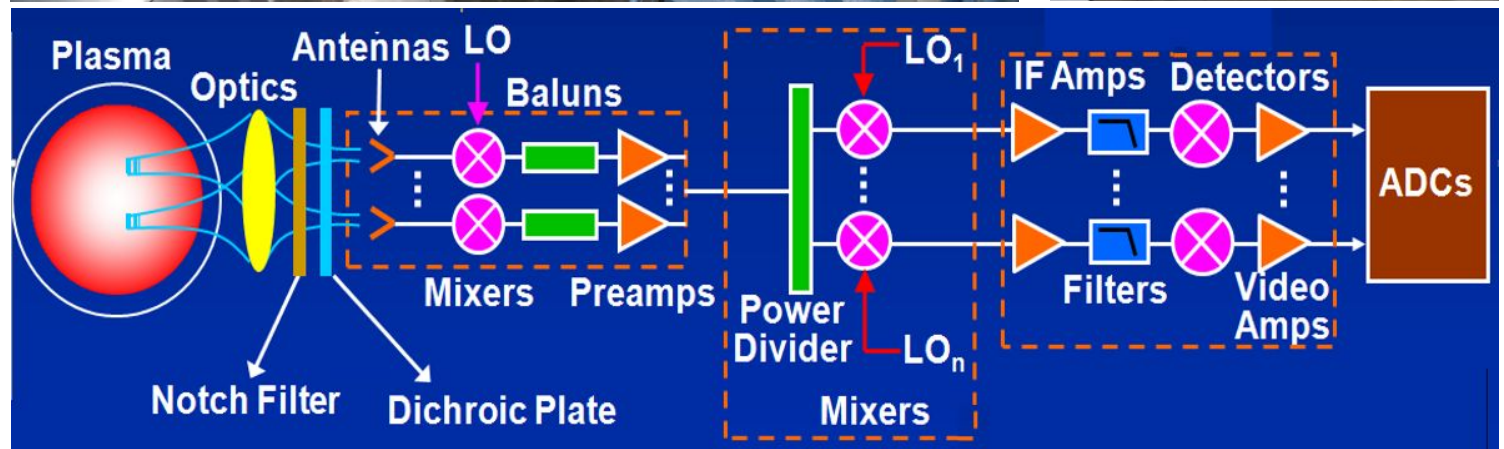 Plasma
Optics
Antennas
LO
Baluns
Mixers
Preamps
Notch Filter
Dichroic Plate
Power
Divider
LO1
LOn
Mixers
IF Amps
Detectors
Filters
Video
Amps
ADCs